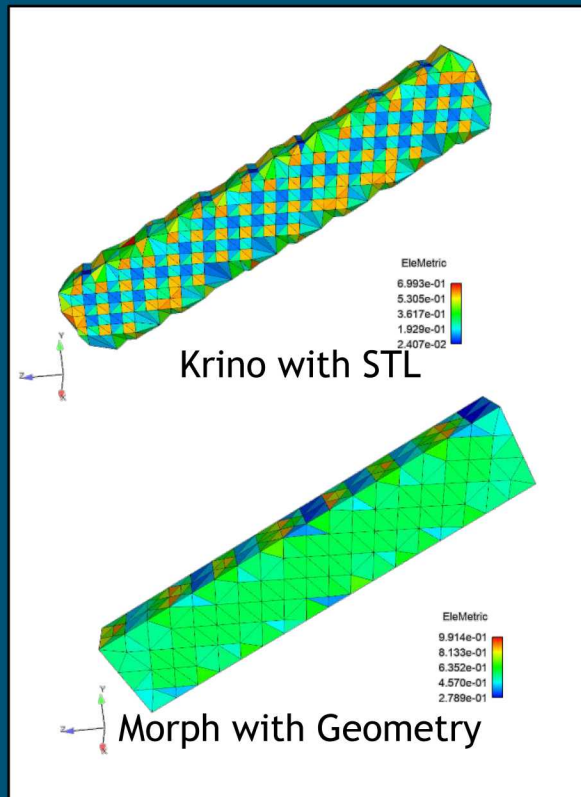 EleMetric
6.993e-01
5.305e-01
3.617e-01
1.929e-01
2.407e-02
Y
Z
X
Krino with STL
EleMetric
9.914e-01
8.133e-01
6.352e-01
4.570e-01
2.789e-01
Y
Z
X
Morph with Geometry